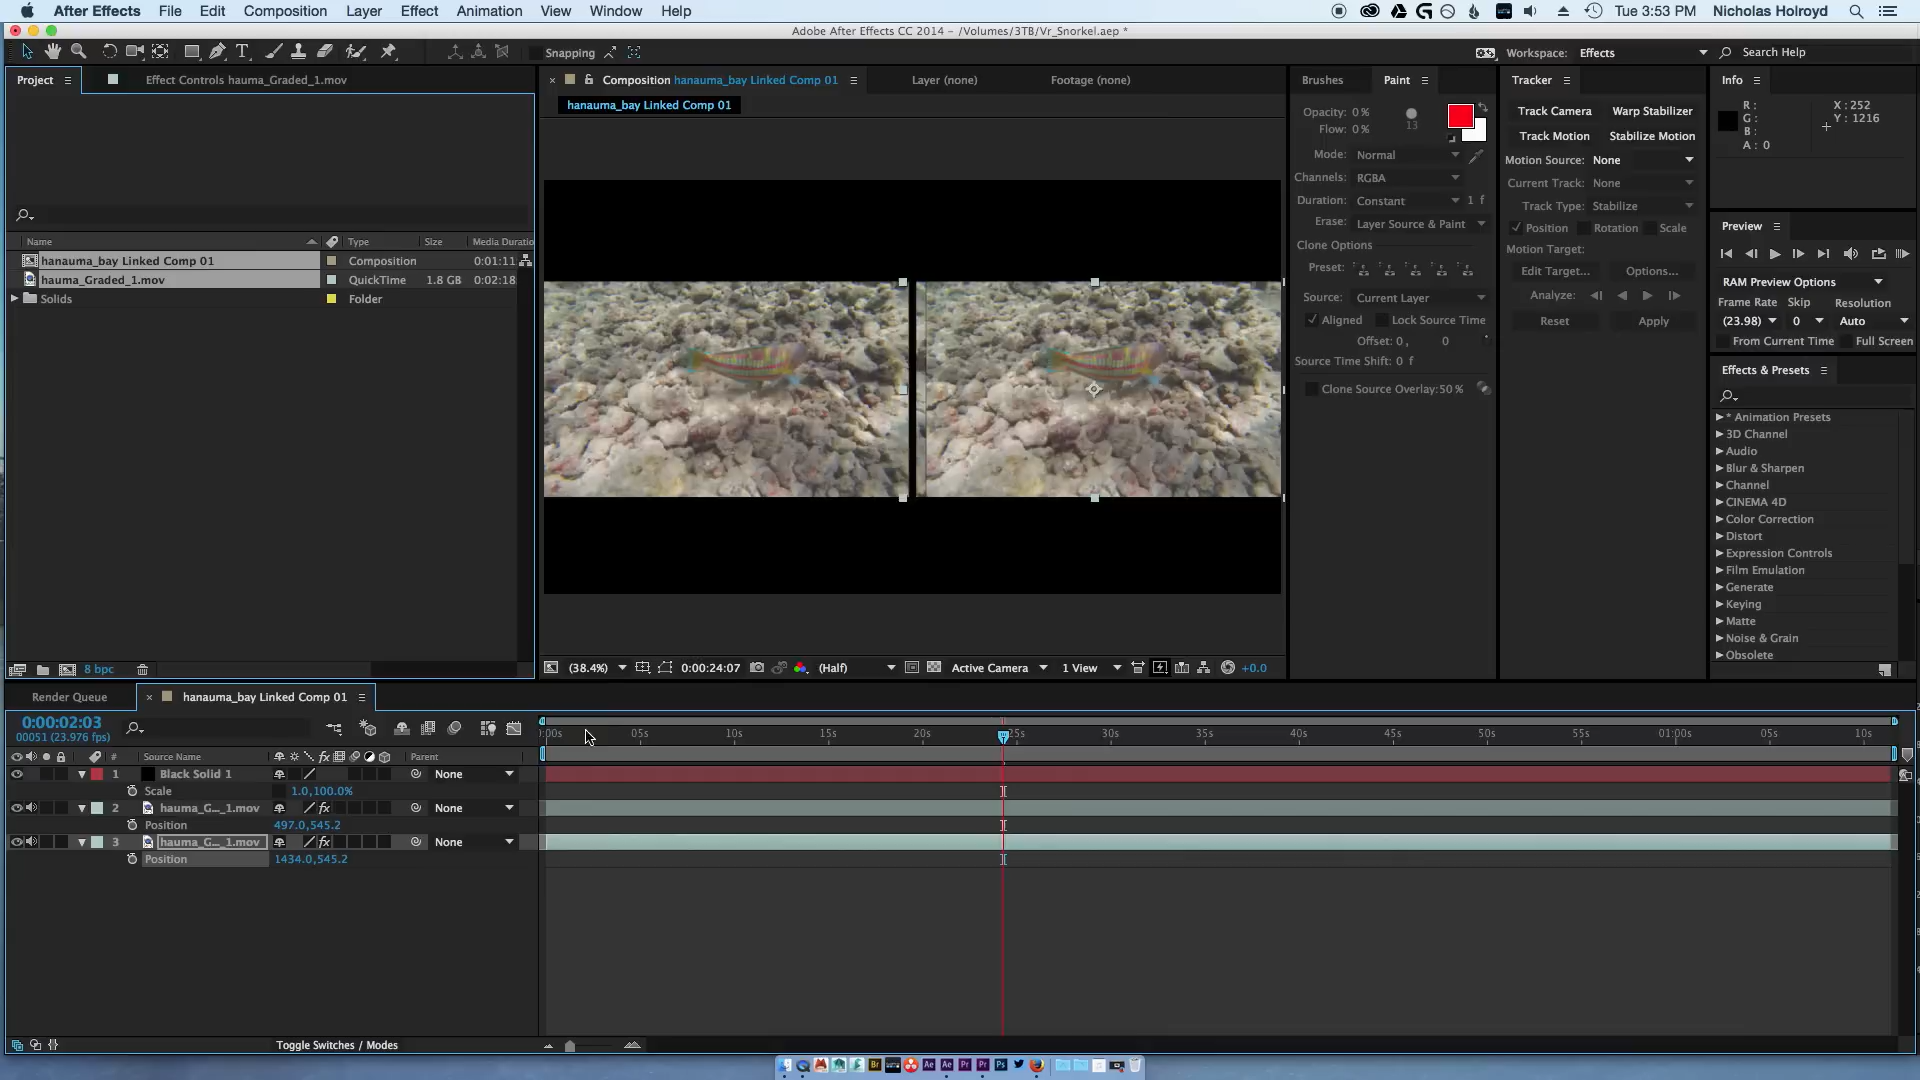 After Effects File Edit Composition Layer Effect Animation View Window Help Tue 3:53 PM Nicholas Holroyd
Adobe After Effects CC 2014 - /Volumes/3TB/Vr_Snorkel.aep *
Snapping Workspace: Effects Search Help
Project Effect Controls hauma_Graded_1.mov
Composition hanauma_bay Linked Comp 01 Layer (none) Footage (none)
hanauma_bay Linked Comp 01
Name Type Size Media Duratio
hanauma_bay Linked Comp 01 Composition 0:01:11
hauma_Graded_1.mov QuickTime 1.8 GB 0:02:18
Solids Folder
8 bpc
(38.4%) 0:00:24:07 (Half) Active Camera 1 View +0.0
Brushes Paint
Opacity: 0 %
Flow: 0 %
13
Mode: Normal
Channels: RGBA
Duration: Constant 1 f
Erase: Layer Source & Paint
Clone Options
Preset:
Source: Current Layer
Aligned Lock Source Time
Offset: 0 , 0
Source Time Shift: 0 f
Clone Source Overlay: 50 %
Tracker
Track Camera Warp Stabilizer
Track Motion Stabilize Motion
Motion Source: None
Current Track: None
Track Type: Stabilize
Position Rotation Scale
Motion Target:
Edit Target... Options...
Analyze:
Reset Apply
Info
R : X : 252
G : Y : 1216
B :
A : 0
Preview
RAM Preview Options
Frame Rate Skip Resolution
(23.98) 0 Auto
From Current Time Full Screen
Effects & Presets
* Animation Presets
3D Channel
Audio
Blur & Sharpen
Channel
CINEMA 4D
Color Correction
Distort
Expression Controls
Film Emulation
Generate
Keying
Matte
Noise & Grain
Obsolete
Render Queue hanauma_bay Linked Comp 01
0:00:02:03
00051 (23.976 fps)
):00s 05s 10s 15s 20s 25s 30s 35s 40s 45s 50s 55s 01:00s 05s 10s
# Source Name Parent
1 Black Solid 1 None
Scale 1.0,100.0%
2 hauma_G..._1.mov None
Position 497.0,545.2
3 hauma_G..._1.mov None
Position 1434.0,545.2
Toggle Switches / Modes
Br Ae Ae Pr Pr Ps